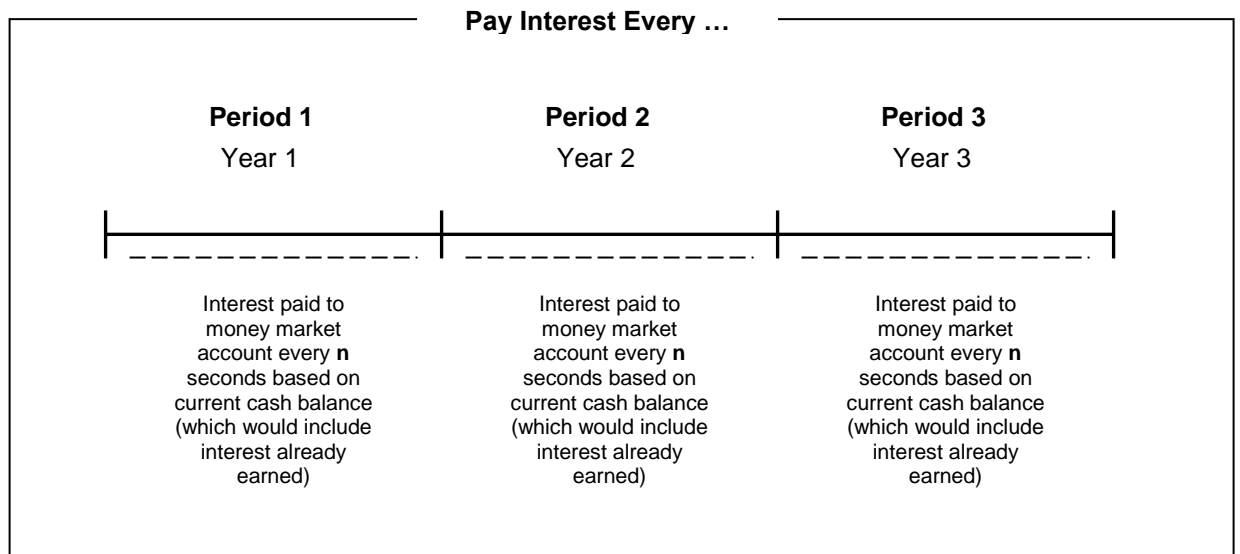 Pay Interest Every …
Period 1
Year 1
Period 2
Year 2
Period 3
Year 3
Interest paid to
money market
account every n
seconds based on
current cash balance
(which would include
interest already
earned)
Interest paid to
money market
account every n
seconds based on
current cash balance
(which would include
interest already
earned)
Interest paid to
money market
account every n
seconds based on
current cash balance
(which would include
interest already
earned)